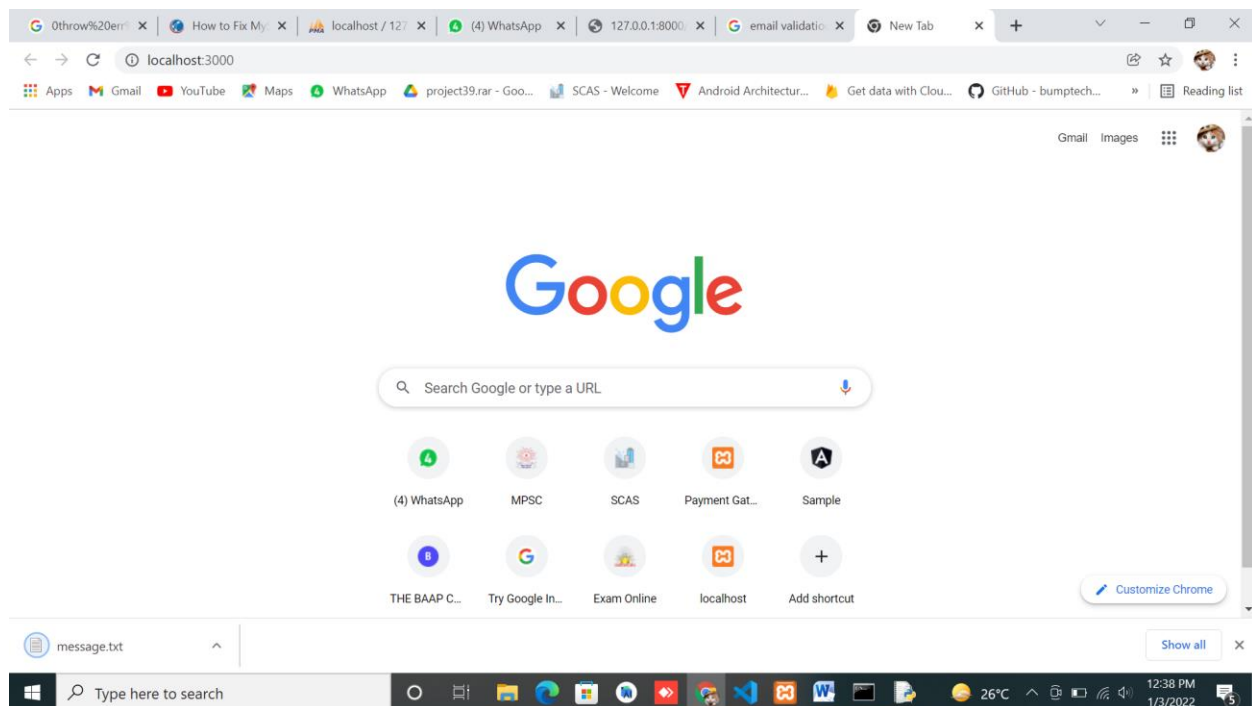 0throw%20err How to Fix My localhost / 127 (4) WhatsApp 127.0.0.1:8000 email validatio New Tab
localhost:3000
Apps Gmail YouTube Maps WhatsApp project39.rar - Goo... SCAS - Welcome Android Architectur... Get data with Clou... GitHub - bumptech... » Reading list
Gmail Images
Google
Search Google or type a URL
(4) WhatsApp MPSC SCAS Payment Gat... Sample
THE BAAP C... Try Google In... Exam Online localhost Add shortcut
Customize Chrome
message.txt Show all
Type here to search 26°C 12:38 PM
1/3/2022